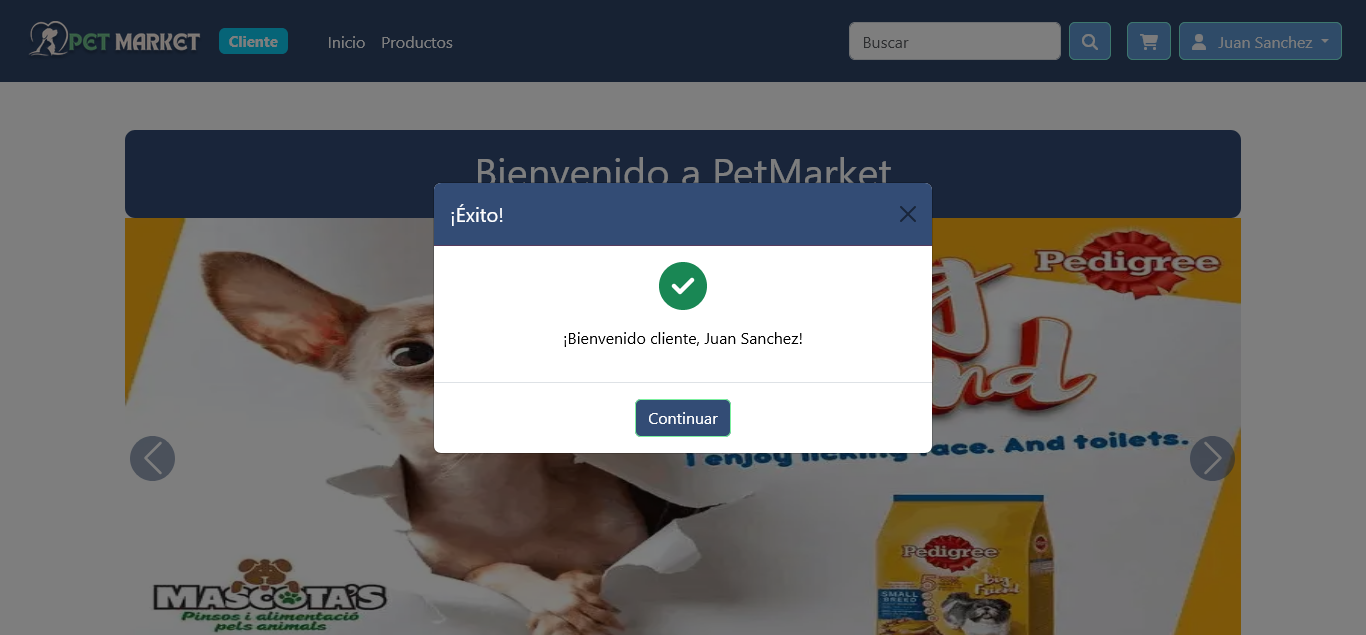 PET MARKET
Cliente
Inicio
Productos
Buscar
Juan Sanchez
Bienvenido a PetMarket
¡Éxito!
¡Bienvenido cliente, Juan Sanchez!
Continuar
Pedigree
I enjoy licking face. And toilets.
Pedigree
SMALL
BREED
MASCOTA'S
Pinsos i alimentació
pels animals